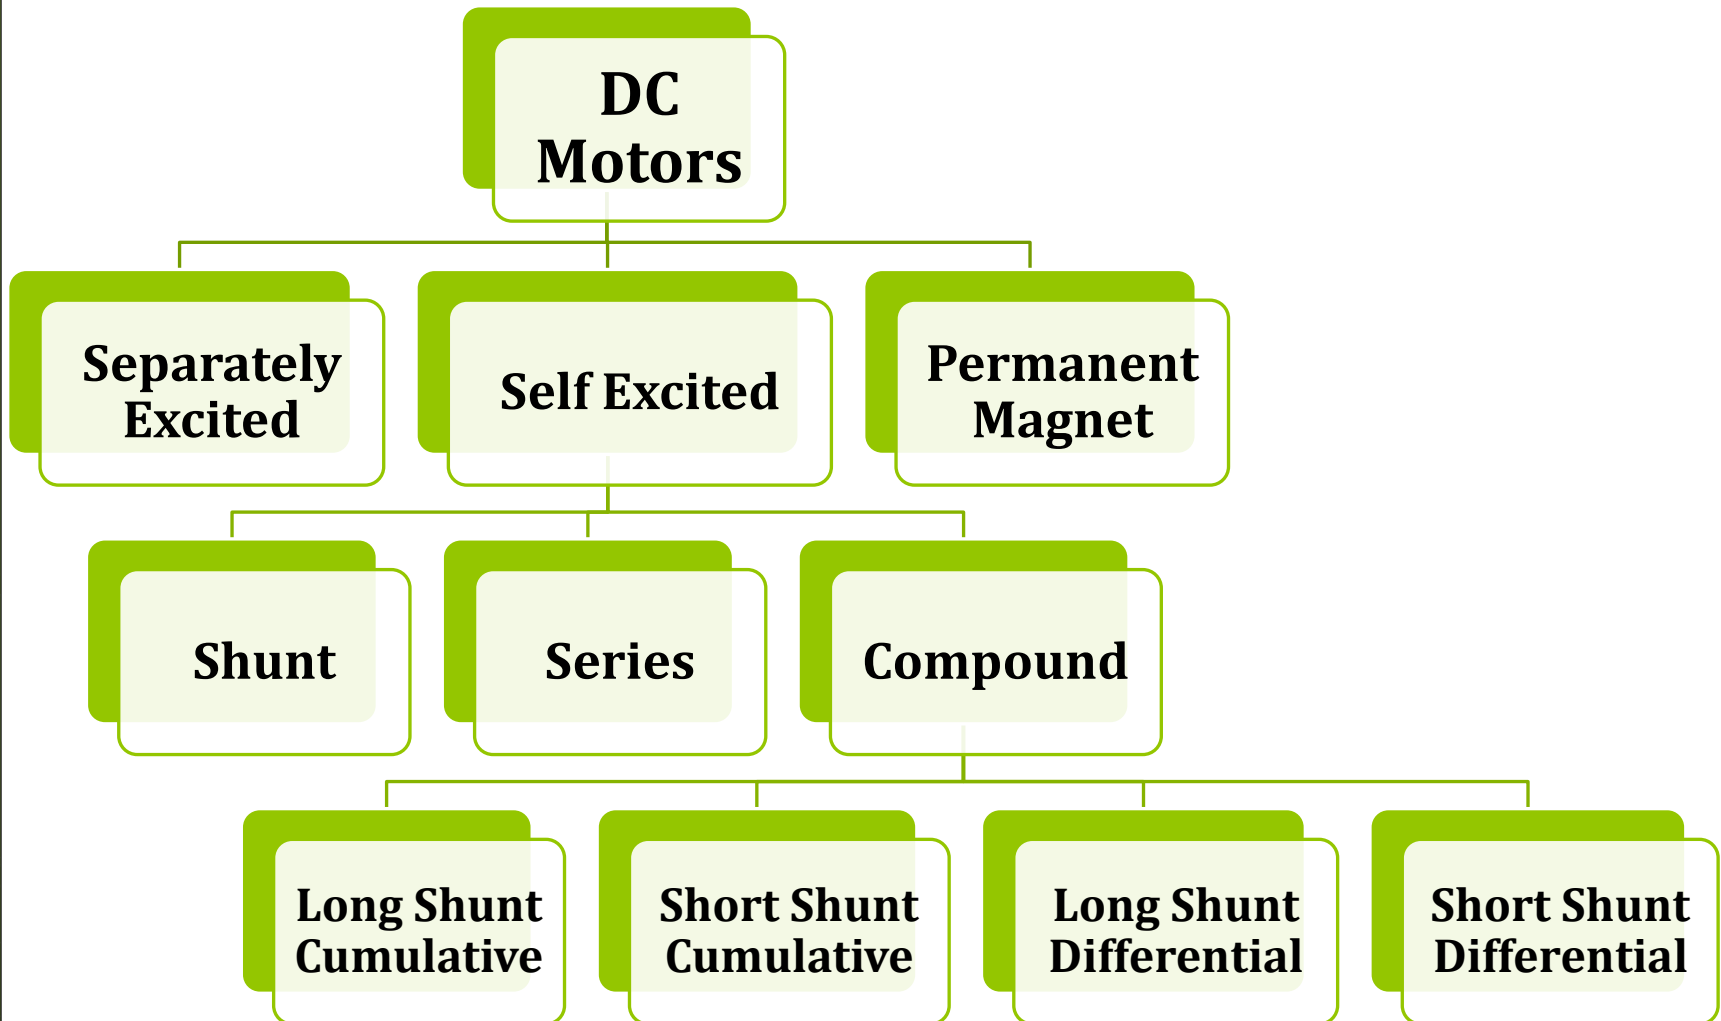 DC
Motors
Separately
Excited
Self Excited
Permanent
Magnet
Shunt
Series
Compound
Long Shunt
Cumulative
Short Shunt
Cumulative
Long Shunt
Differential
Short Shunt
Differential